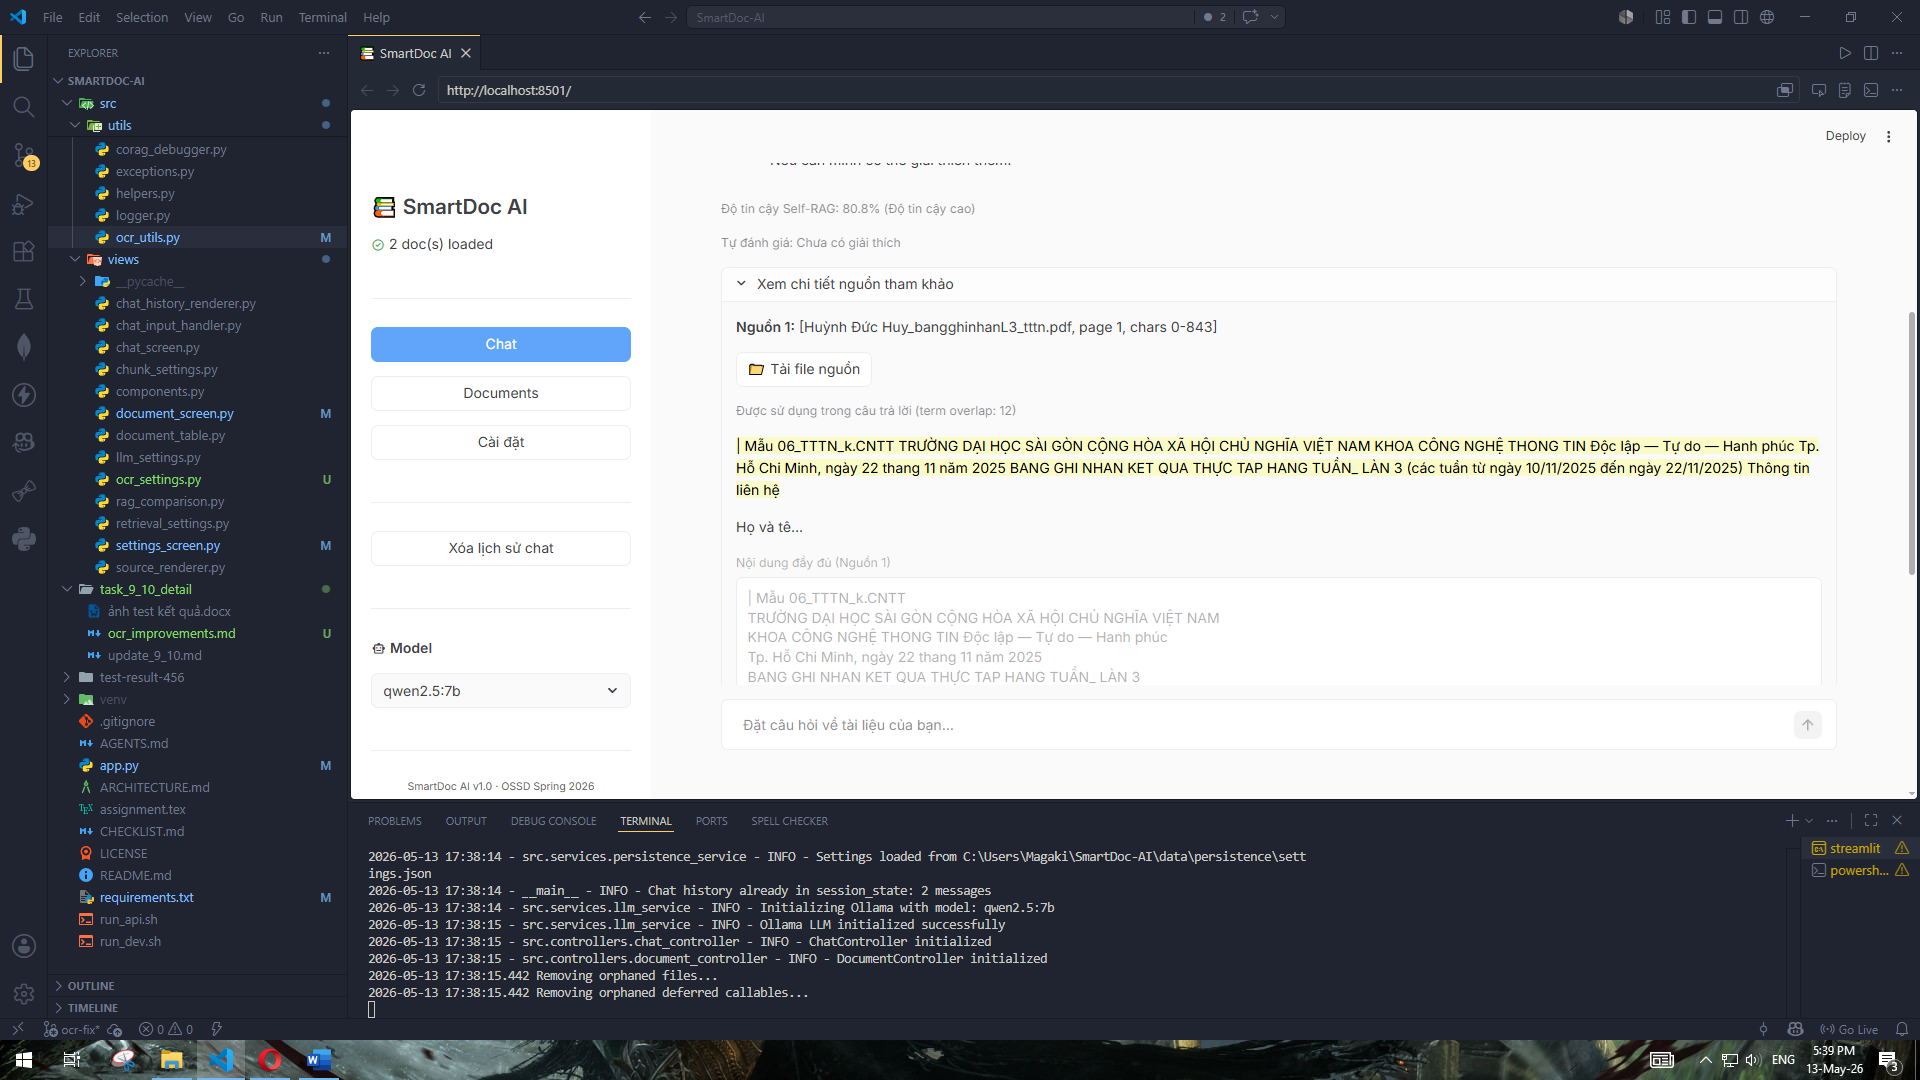 File Edit Selection View Go Run Terminal Help
SmartDoc-AI
2
EXPLORER
SMARTDOC-AI
src
utils
corag_debugger.py
exceptions.py
helpers.py
logger.py
ocr_utils.py M
views
__pycache__
chat_history_renderer.py
chat_input_handler.py
chat_screen.py
chunk_settings.py
components.py
document_screen.py M
document_table.py
llm_settings.py
ocr_settings.py U
rag_comparison.py
retrieval_settings.py
settings_screen.py M
source_renderer.py
task_9_10_detail
ảnh test kết quả.docx
ocr_improvements.md U
update_9_10.md
test-result-456
venv
.gitignore
AGENTS.md
app.py M
ARCHITECTURE.md
assignment.tex
CHECKLIST.md
LICENSE
README.md
requirements.txt M
run_api.sh
run_dev.sh
OUTLINE
TIMELINE
13
SmartDoc AI
http://localhost:8501/
Deploy
SmartDoc AI
2 doc(s) loaded
Chat
Documents
Cài đặt
Xóa lịch sử chat
Model
qwen2.5:7b
SmartDoc AI v1.0 · OSSD Spring 2026
Độ tin cậy Self-RAG: 80.8% (Độ tin cậy cao)
Tự đánh giá: Chưa có giải thích
Xem chi tiết nguồn tham khảo
Nguồn 1: [Huỳnh Đức Huy_bangghinhanL3_tttn.pdf, page 1, chars 0-843]
Tải file nguồn
Được sử dụng trong câu trả lời (term overlap: 12)
| Mẫu 06_TTTN_k.CNTT TRƯỜNG DẠI HỌC SÀI GÒN CỘNG HÒA XÃ HỘI CHỦ NGHĨA VIỆT NAM KHOA CÔNG NGHỆ THONG TIN Độc lập — Tự do — Hanh phúc Tp.
Hồ Chi Minh, ngày 22 thang 11 năm 2025 BANG GHI NHAN KET QUA THỰC TAP HANG TUẦN_ LÀN 3 (các tuần từ ngày 10/11/2025 đến ngày 22/11/2025) Thông tin
liên hệ
Họ và tê...
Nội dung đầy đủ (Nguồn 1)
| Mẫu 06_TTTN_k.CNTT
TRƯỜNG DẠI HỌC SÀI GÒN CỘNG HÒA XÃ HỘI CHỦ NGHĨA VIỆT NAM
KHOA CÔNG NGHỆ THONG TIN Độc lập — Tự do — Hanh phúc
Tp. Hồ Chi Minh, ngày 22 thang 11 năm 2025
BANG GHI NHAN KET QUA THỰC TAP HANG TUẦN_ LÀN 3
Đặt câu hỏi về tài liệu của bạn...
PROBLEMS OUTPUT DEBUG CONSOLE TERMINAL PORTS SPELL CHECKER
2026-05-13 17:38:14 - src.services.persistence_service - INFO - Settings loaded from C:\Users\Magaki\SmartDoc-AI\data\persistence\sett
ings.json
2026-05-13 17:38:14 - __main__ - INFO - Chat history already in session_state: 2 messages
2026-05-13 17:38:14 - src.services.llm_service - INFO - Initializing Ollama with model: qwen2.5:7b
2026-05-13 17:38:15 - src.services.llm_service - INFO - Ollama LLM initialized successfully
2026-05-13 17:38:15 - src.controllers.chat_controller - INFO - ChatController initialized
2026-05-13 17:38:15 - src.controllers.document_controller - INFO - DocumentController initialized
2026-05-13 17:38:15.442 Removing orphaned files...
2026-05-13 17:38:15.442 Removing orphaned deferred callables...
streamlit
powersh...
ocr-fix* 0 0
Go Live
ENG
5:39 PM
13-May-26
3